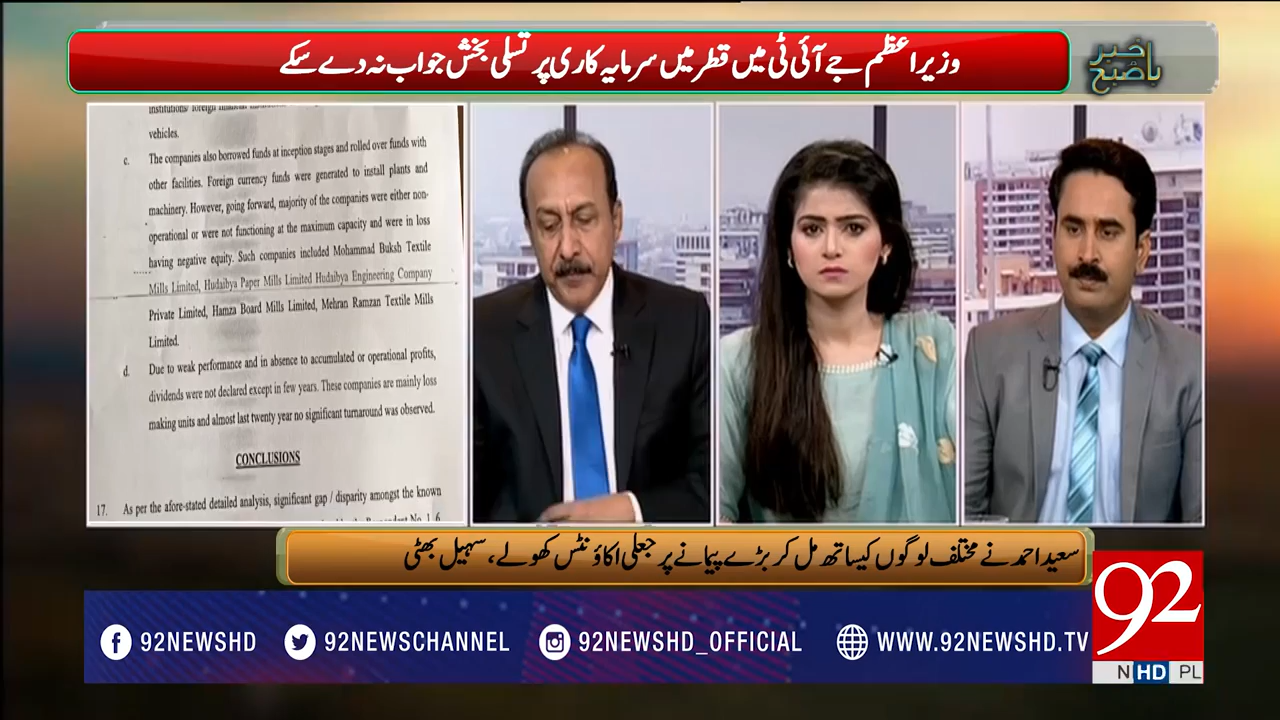 وزیراعظم جے آئی ٹی میں قطر میں سرمایہ کاری پر تسلی بخش جواب نہ دے سکے
باخبر صبح
institutions/ foreign financial
vehicles.
c. The companies also borrowed funds at inception stages and rolled over funds with
other facilities. Foreign currency funds were generated to install plants and
machinery. However, going forward, majority of the companies were either non-
operational or were not functioning at the maximum capacity and were in loss
having negative equity. Such companies included Mohammad Buksh Textile
Mills Limited, Hudaibya Paper Mills Limited Hudaibya Engineering Company
Private Limited, Hamza Board Mills Limited, Mehran Ramzan Textile Mills
Limited.
d. Due to weak performance and in absence to accumulated or operational profits,
dividends were not declared except in few years. These companies are mainly loss
making units and almost last twenty year no significant turnaround was observed.
CONCLUSIONS
17. As per the afore-stated detailed analysis, significant gap / disparity amongst the known
سعید احمد نے مختلف لوگوں کیساتھ مل کر بڑے پیمانے پر جعلی اکاؤنٹس کھولے، سہیل بھٹی
92NEWSHD 92NEWSCHANNEL 92NEWSHD_OFFICIAL WWW.92NEWSHD.TV
92
N HD PL